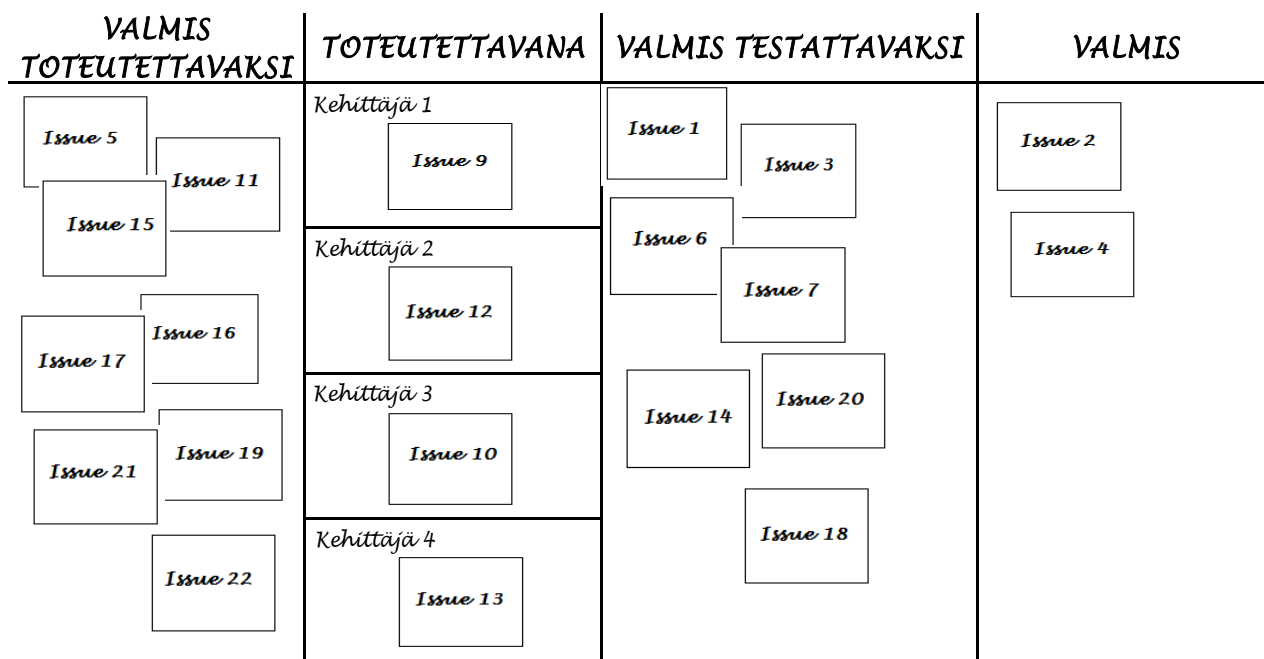 VALMIS
TOTEUTETTAVAKSI
TOTEUTETTAVANA
VALMIS TESTATTAVAKSI
VALMIS
Issue 5
Issue 11
Issue 15
Issue 16
Issue 17
Issue 19
Issue 21
Issue 22
Kehittäjä 1
Issue 9
Kehittäjä 2
Issue 12
Kehittäjä 3
Issue 10
Kehittäjä 4
Issue 13
Issue 1
Issue 3
Issue 6
Issue 7
Issue 20
Issue 14
Issue 18
Issue 2
Issue 4